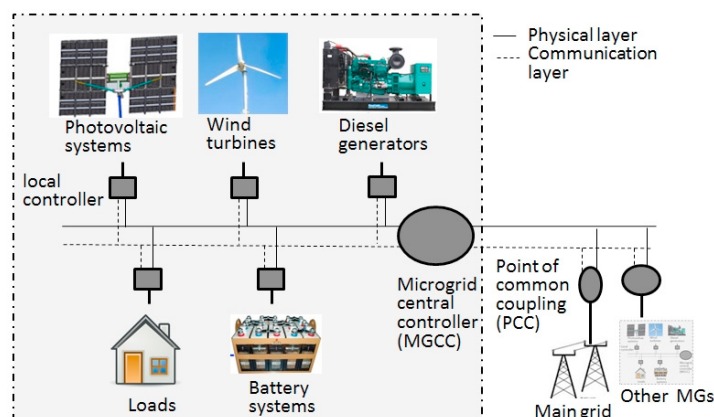 Physical layer
Communication
layer
Photovoltaic
systems
Wind
turbines
Diesel
generators
local
controller
Microgrid
central
controller
(MGCC)
Point of
common
coupling
(PCC)
Loads
Battery
systems
Main grid
Other MGs